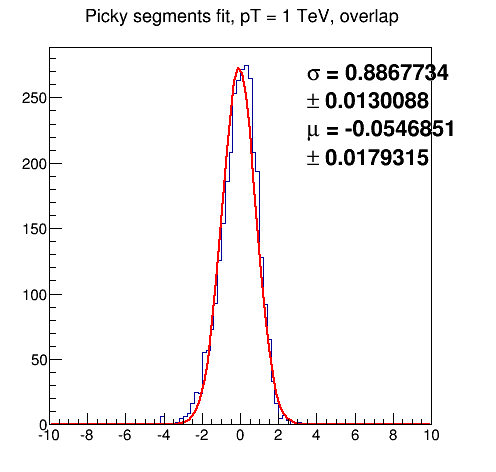 Picky segments fit, pT = 1 TeV, overlap
σ = 0.8867734
± 0.0130088
μ = -0.0546851
± 0.0179315
250
200
150
100
50
0
-10 -8 -6 -4 -2 0 2 4 6 8 10